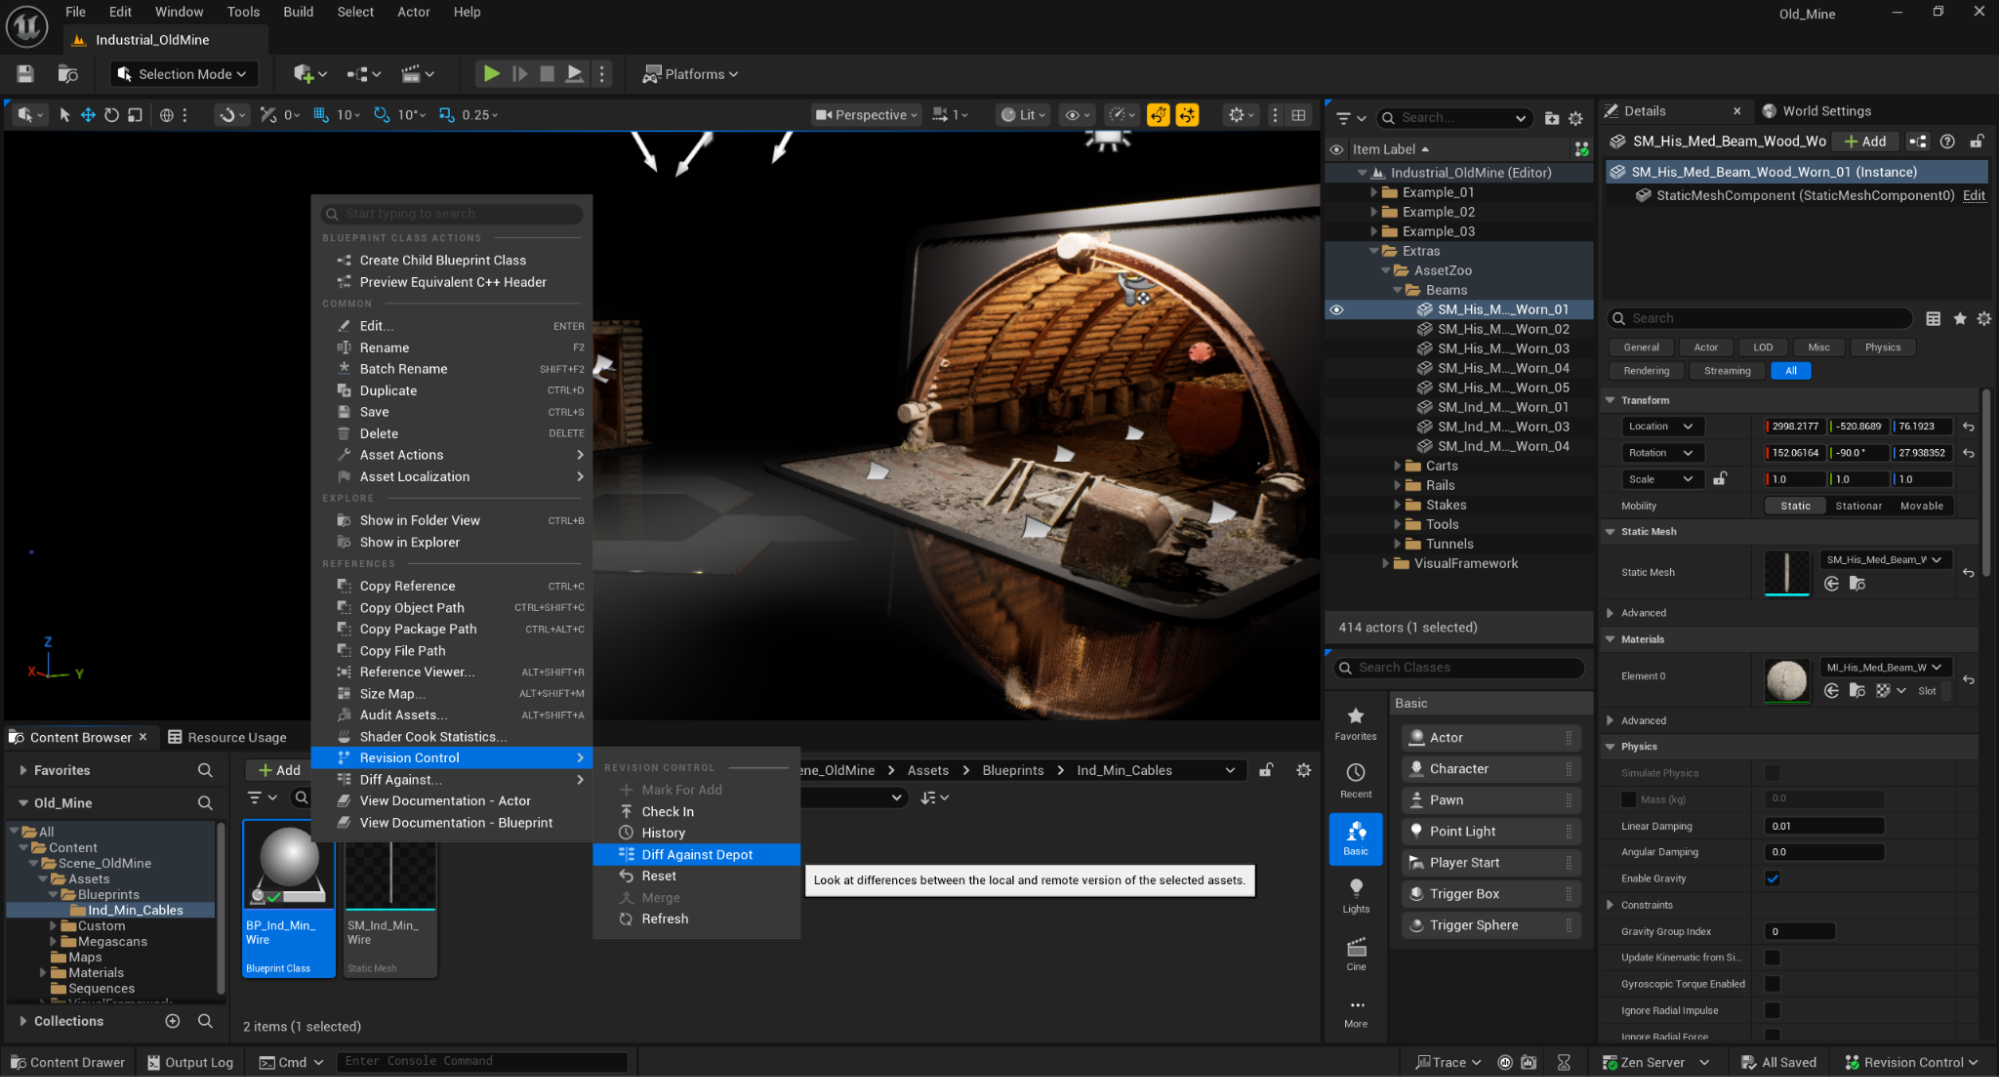 File Edit Window Tools Build Select Actor Help
Old_Mine
Industrial_OldMine
Selection Mode
Platforms
0 10 10° 0.25
Perspective 1 Lit
Start typing to search
BLUEPRINT CLASS ACTIONS
Create Child Blueprint Class
Preview Equivalent C++ Header
COMMON
Edit... ENTER
Rename F2
Batch Rename SHIFT+F2
Duplicate CTRL+D
Save CTRL+S
Delete DELETE
Asset Actions
Asset Localization
EXPLORE
Show in Folder View CTRL+B
Show in Explorer
REFERENCES
Copy Reference CTRL+C
Copy Object Path CTRL+SHIFT+C
Copy Package Path CTRL+ALT+C
Copy File Path
Reference Viewer... ALT+SHIFT+R
Size Map... ALT+SHIFT+M
Audit Assets... ALT+SHIFT+A
Shader Cook Statistics...
Revision Control
Diff Against...
View Documentation - Actor
View Documentation - Blueprint
REVISION CONTROL
Mark For Add
Check In
History
Diff Against Depot
Reset
Merge
Refresh
Look at differences between the local and remote version of the selected assets.
Z
X Y
Content Browser
Resource Usage
Favorites
Add
ene_OldMine > Assets > Blueprints > Ind_Min_Cables
Old_Mine
All
Content
Scene_OldMine
Assets
Blueprints
Ind_Min_Cables
Custom
Megascans
Maps
Materials
Sequences
Collections
BP_Ind_Min_
Wire
Blueprint Class
SM_Ind_Min_
Wire
Static Mesh
2 items (1 selected)
Search...
Item Label
Industrial_OldMine (Editor)
Example_01
Example_02
Example_03
Extras
AssetZoo
Beams
SM_His_M..._Worn_01
SM_His_M..._Worn_02
SM_His_M..._Worn_03
SM_His_M..._Worn_04
SM_His_M..._Worn_05
SM_Ind_M..._Worn_01
SM_Ind_M..._Worn_03
SM_Ind_M..._Worn_04
Carts
Rails
Stakes
Tools
Tunnels
VisualFramework
414 actors (1 selected)
Search Classes
Favorites
Recent
Basic
Lights
Cine
More
Basic
Actor
Character
Pawn
Point Light
Player Start
Trigger Box
Trigger Sphere
Details
World Settings
SM_His_Med_Beam_Wood_Wo
Add
SM_His_Med_Beam_Wood_Worn_01 (Instance)
StaticMeshComponent (StaticMeshComponent0) Edit
Search
General Actor LOD Misc Physics
Rendering Streaming All
Transform
Location 2998.2177 -520.8689 76.1923
Rotation 152.06164 -90.0° 27.938352
Scale 1.0 1.0 1.0
Mobility Static Stationar Movable
Static Mesh
Static Mesh SM_His_Med_Beam_W
Advanced
Materials
Element 0 MI_His_Med_Beam_W
Slot
Advanced
Physics
Simulate Physics
Mass (kg) 0.0
Linear Damping 0.01
Angular Damping 0.0
Enable Gravity
Constraints
Gravity Group Index 0
Update Kinematic from Si...
Gyroscopic Torque Enabled
Ignore Radial Impulse
Ignore Radial Force
Content Drawer Output Log Cmd Enter Console Command
Trace Zen Server All Saved Revision Control